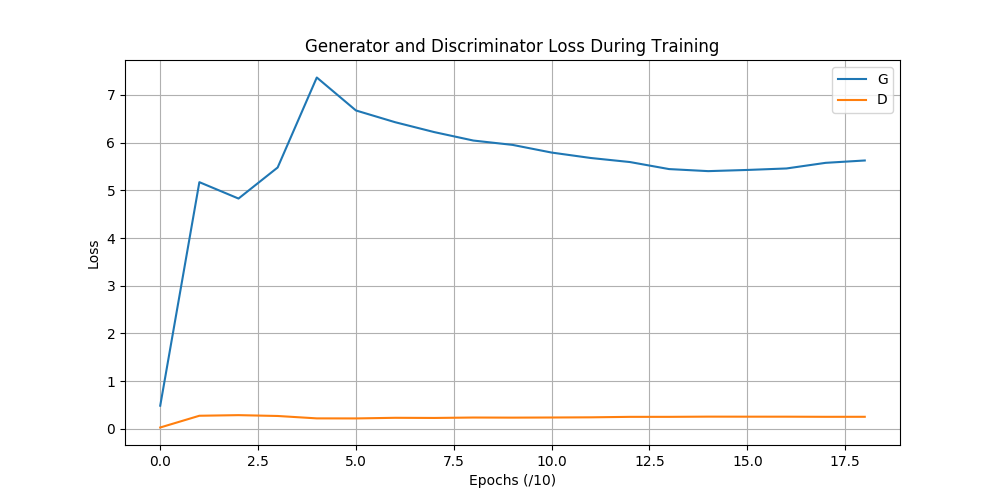 Generator and Discriminator Loss During Training
G
D
7
6
5
4
3
2
1
0
Loss
0.0 2.5 5.0 7.5 10.0 12.5 15.0 17.5
Epochs (/10)